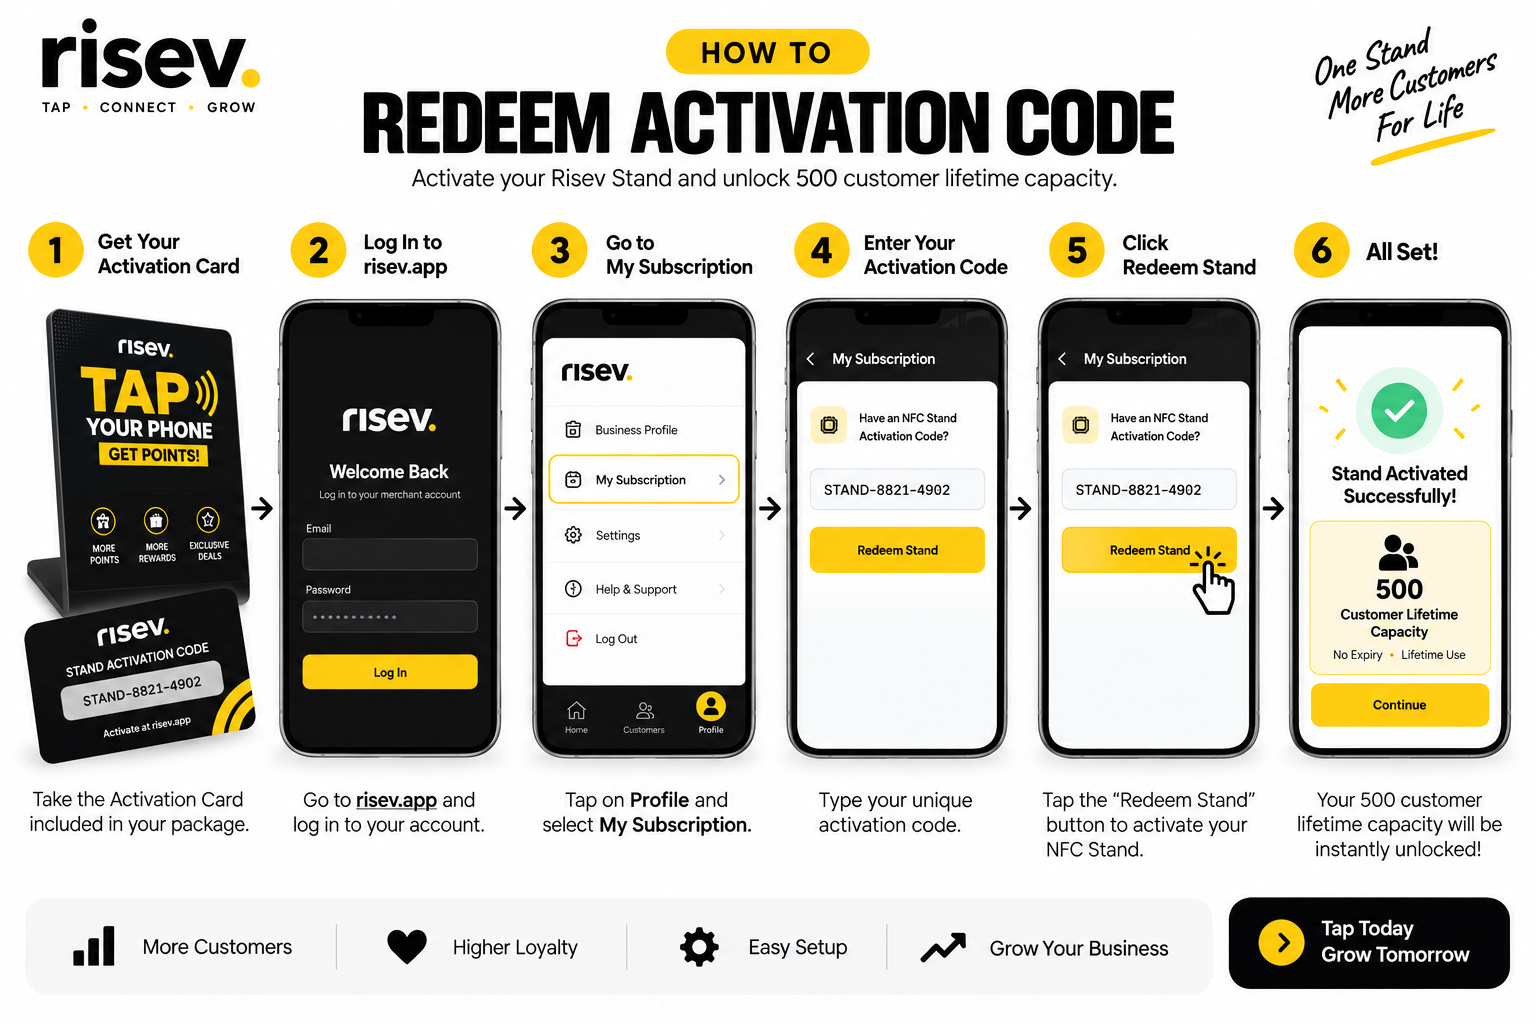 risev.
TAP • CONNECT • GROW
HOW TO
REDEEM ACTIVATION CODE
Activate your Risev Stand and unlock 500 customer lifetime capacity.
One Stand
More Customers
For Life
1
Get Your
Activation Card
risev.
TAP
YOUR PHONE
GET POINTS!
MORE
POINTS
MORE
REWARDS
EXCLUSIVE
DEALS
risev.
STAND ACTIVATION CODE
STAND-8821-4902
Activate at risev.app
Take the Activation Card
included in your package.
2
Log In to
risev.app
risev.
Welcome Back
Log in to your merchant account
Email
Password
Log In
Go to risev.app and
log in to your account.
3
Go to
My Subscription
risev.
Business Profile
My Subscription
Settings
Help & Support
Log Out
Home
Customers
Profile
Tap on Profile and
select My Subscription.
4
Enter Your
Activation Code
My Subscription
Have an NFC Stand
Activation Code?
STAND-8821-4902
Redeem Stand
Type your unique
activation code.
5
Click
Redeem Stand
My Subscription
Have an NFC Stand
Activation Code?
STAND-8821-4902
Redeem Stand
Tap the “Redeem Stand”
button to activate your
NFC Stand.
6
All Set!
Stand Activated
Successfully!
500
Customer Lifetime
Capacity
No Expiry • Lifetime Use
Continue
Your 500 customer
lifetime capacity will be
instantly unlocked!
More Customers
Higher Loyalty
Easy Setup
Grow Your Business
Tap Today
Grow Tomorrow